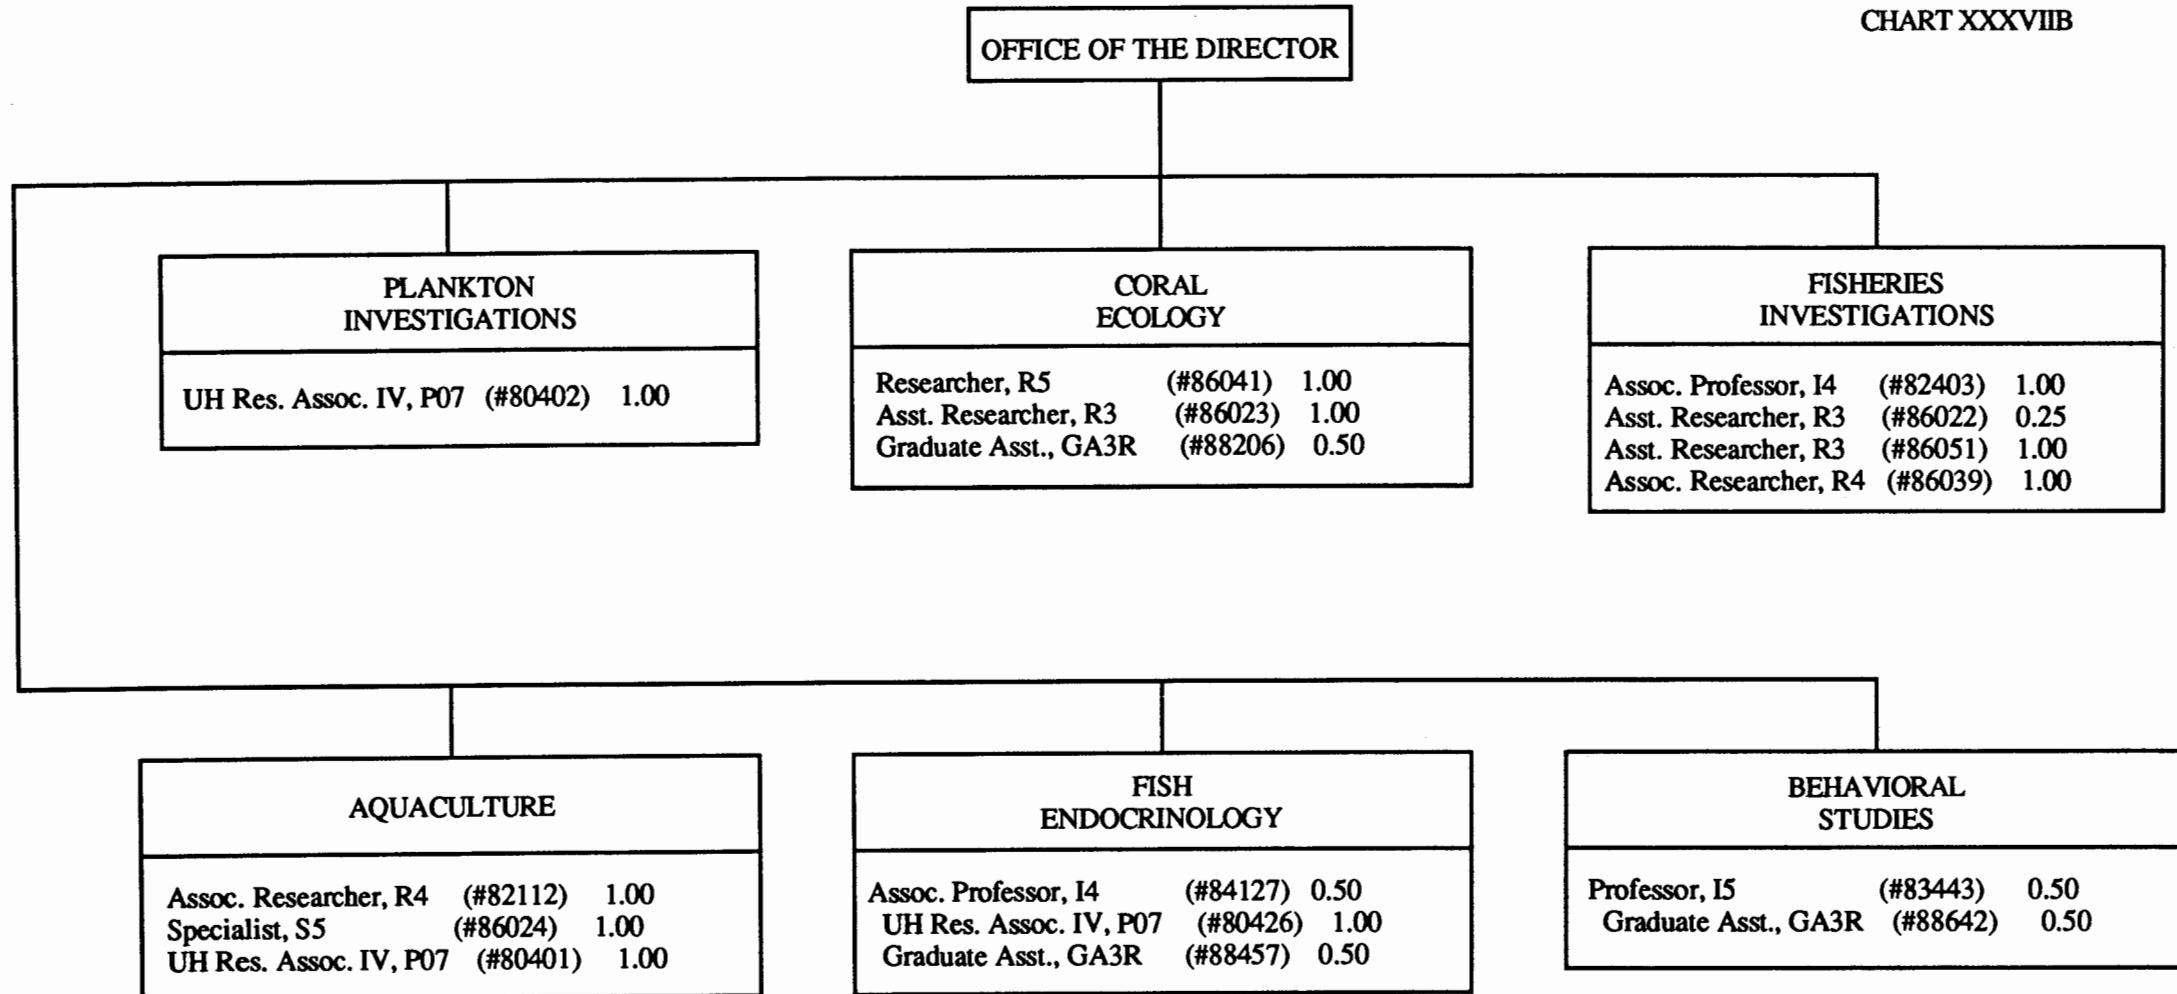 CHART XXXVIIB
OFFICE OF THE DIRECTOR
PLANKTON
INVESTIGATIONS
UH Res. Assoc. IV, P07 (#80402) 1.00
CORAL
ECOLOGY
Researcher, R5 (#86041) 1.00
Asst. Researcher, R3 (#86023) 1.00
Graduate Asst., GA3R (#88206) 0.50
FISHERIES
INVESTIGATIONS
Assoc. Professor, I4 (#82403) 1.00
Asst. Researcher, R3 (#86022) 0.25
Asst. Researcher, R3 (#86051) 1.00
Assoc. Researcher, R4 (#86039) 1.00
AQUACULTURE
Assoc. Researcher, R4 (#82112) 1.00
Specialist, S5 (#86024) 1.00
UH Res. Assoc. IV, P07 (#80401) 1.00
FISH
ENDOCRINOLOGY
Assoc. Professor, I4 (#84127) 0.50
UH Res. Assoc. IV, P07 (#80426) 1.00
Graduate Asst., GA3R (#88457) 0.50
BEHAVIORAL
STUDIES
Professor, I5 (#83443) 0.50
Graduate Asst., GA3R (#88642) 0.50